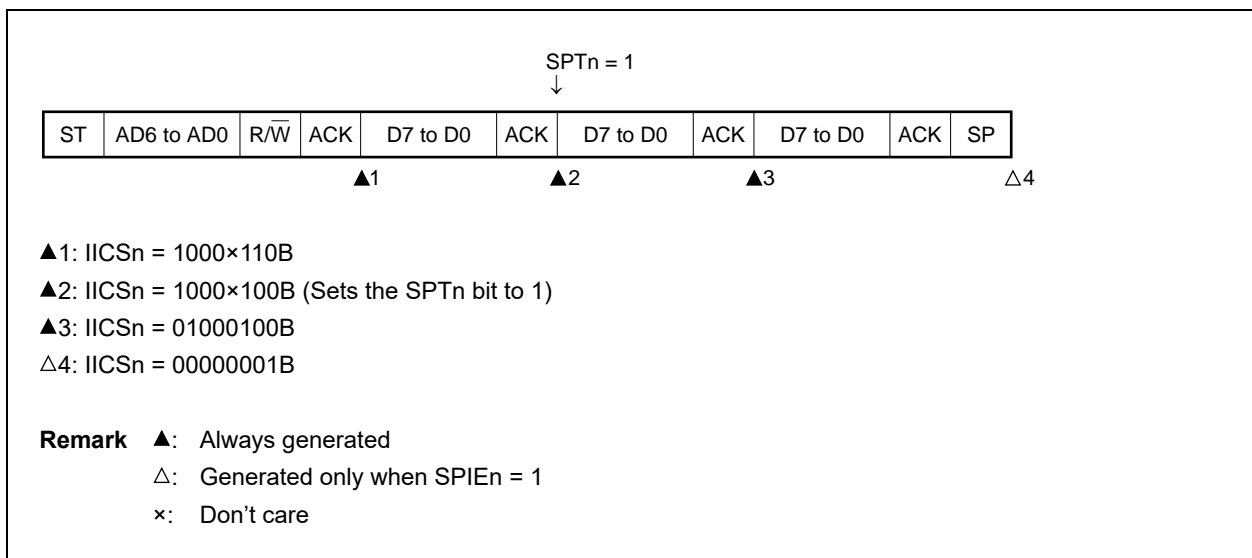 SPTn = 1
↓
ST AD6 to AD0 R/W̅ ACK D7 to D0 ACK D7 to D0 ACK D7 to D0 ACK SP
▲1 ▲2 ▲3 △4
▲1: IICSn = 1000×110B
▲2: IICSn = 1000×100B (Sets the SPTn bit to 1)
▲3: IICSn = 01000100B
△4: IICSn = 00000001B
Remark ▲: Always generated
△: Generated only when SPIEn = 1
×: Don’t care